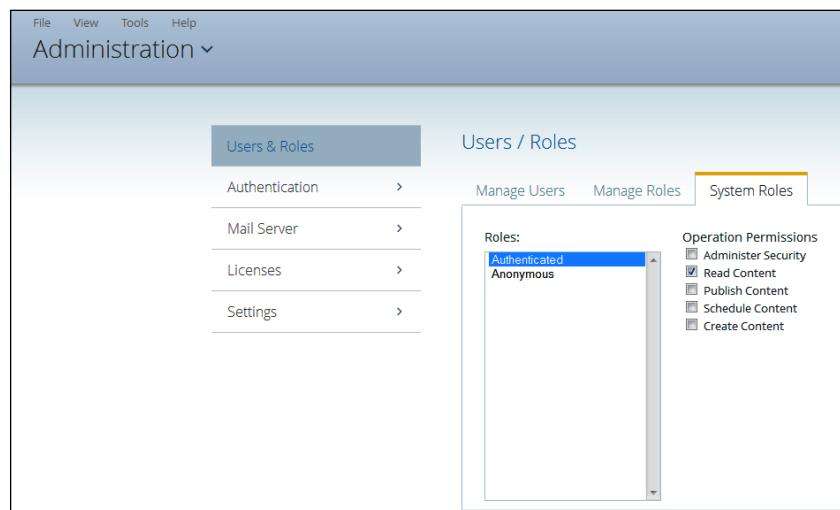 File View Tools Help
Administration
Users & Roles
Authentication
Mail Server
Licenses
Settings
Users / Roles
Manage Users Manage Roles System Roles
Roles:
Authenticated
Anonymous
Operation Permissions
Administer Security
Read Content
Publish Content
Schedule Content
Create Content